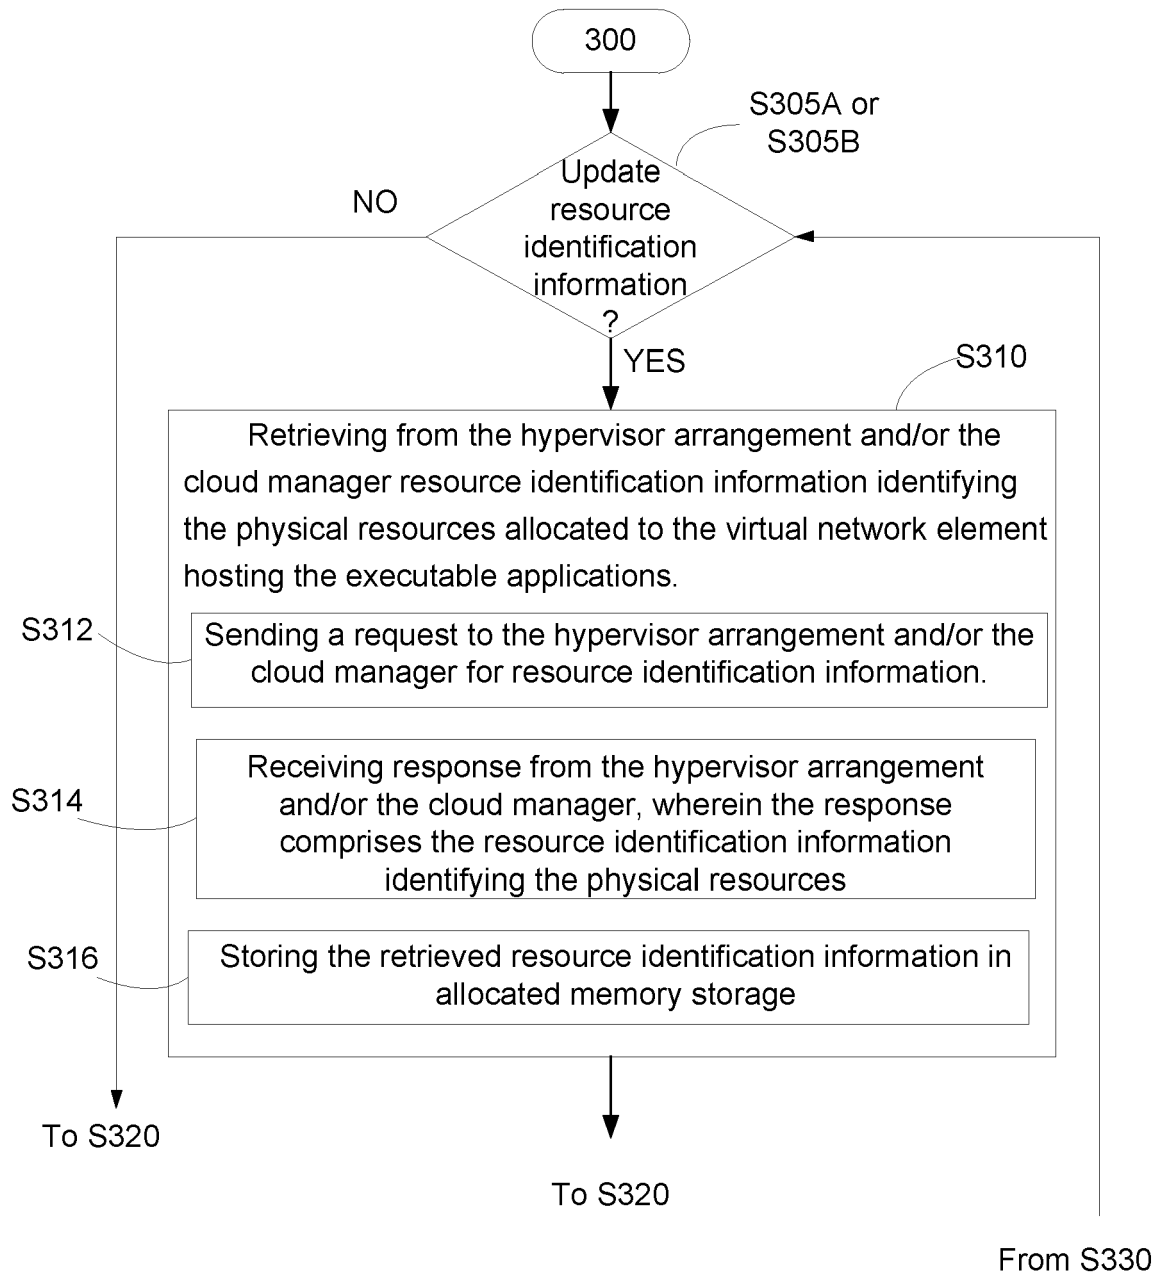 300
S305A or
S305B
Update
resource
identification
information
?
NO
YES
S310
Retrieving from the hypervisor arrangement and/or the
cloud manager resource identification information identifying
the physical resources allocated to the virtual network element
hosting the executable applications.
S312
Sending a request to the hypervisor arrangement and/or the
cloud manager for resource identification information.
S314
Receiving response from the hypervisor arrangement
and/or the cloud manager, wherein the response
comprises the resource identification information
identifying the physical resources
S316
Storing the retrieved resource identification information in
allocated memory storage
To S320
To S320
From S330